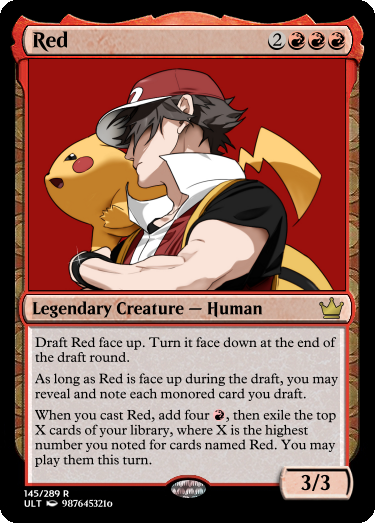 Red
2
Legendary Creature — Human
Draft Red face up. Turn it face down at the end of
the draft round.
As long as Red is face up during the draft, you may
reveal and note each monored card you draft.
When you cast Red, add four , then exile the top
X cards of your library, where X is the highest
number you noted for cards named Red. You may
play them this turn.
3/3
145/289 R
ULT 9876453210